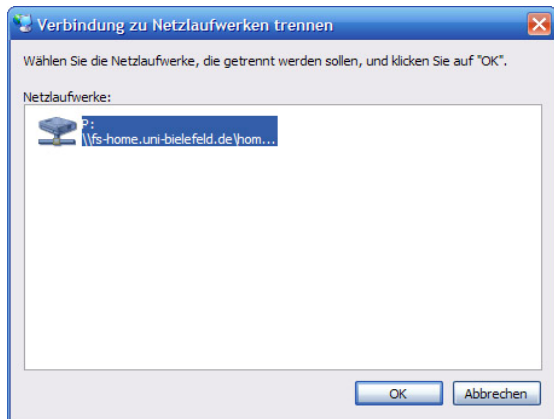 Verbindung zu Netzlaufwerken trennen
Wählen Sie die Netzlaufwerke, die getrennt werden sollen, und klicken Sie auf "OK".
Netzlaufwerke:
P:
\\fs-home.uni-bielefeld.de\hom...
OK
Abbrechen